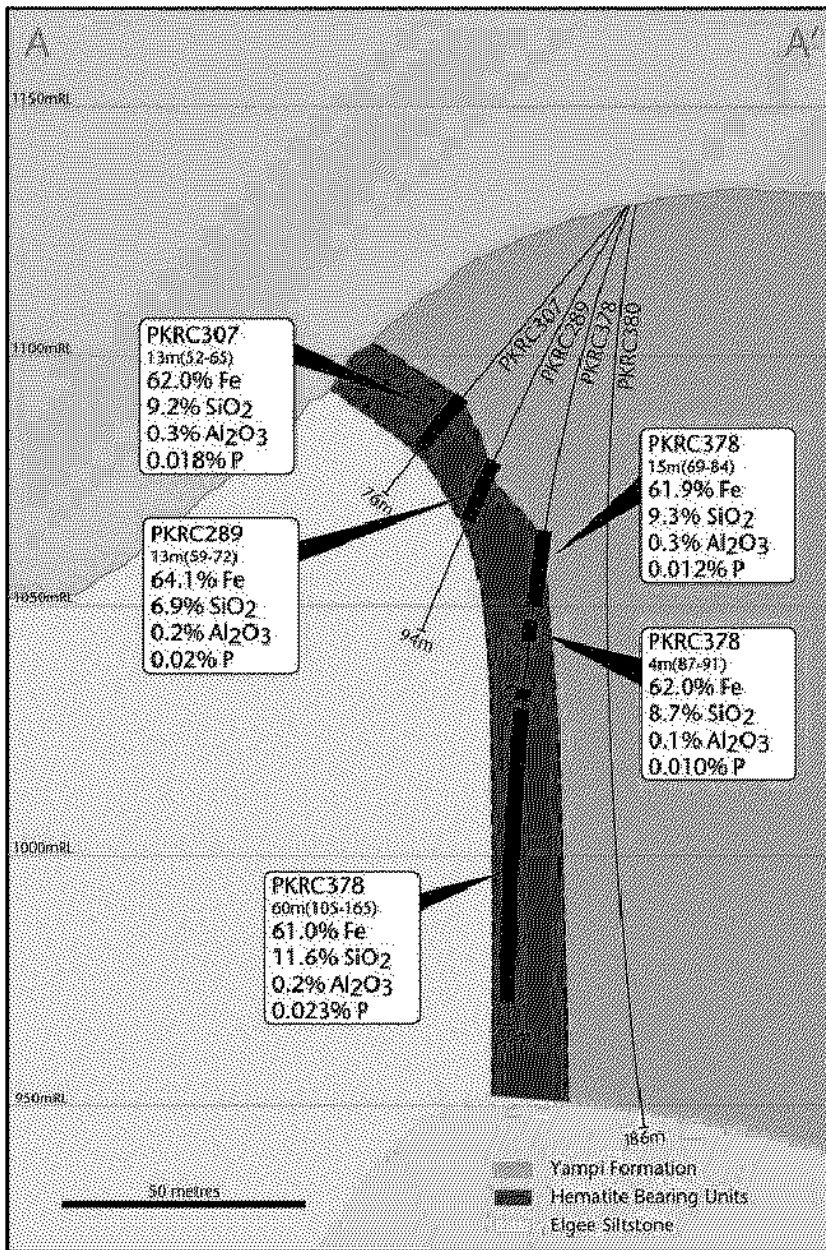 A A′
1150mRL
PKRC307
PKRC289
PKRC378
PKRC380
1100mRL
PKRC307
13m(52-65)
62.0% Fe
9.2% SiO2
0.3% Al2O3
0.018% P
76m
PKRC378
15m(69-84)
61.9% Fe
9.3% SiO2
0.3% Al2O3
0.012% P
PKRC289
13m(59-72)
64.1% Fe
6.9% SiO2
0.2% Al2O3
0.02% P
1050mRL
94m
PKRC378
4m(87-91)
62.0% Fe
8.7% SiO2
0.1% Al2O3
0.010% P
1000mRL
PKRC378
60m(105-165)
61.0% Fe
11.6% SiO2
0.2% Al2O3
0.023% P
950mRL
186m
50 metres
Yampi Formation
Hematite Bearing Units
Elgee Siltstone